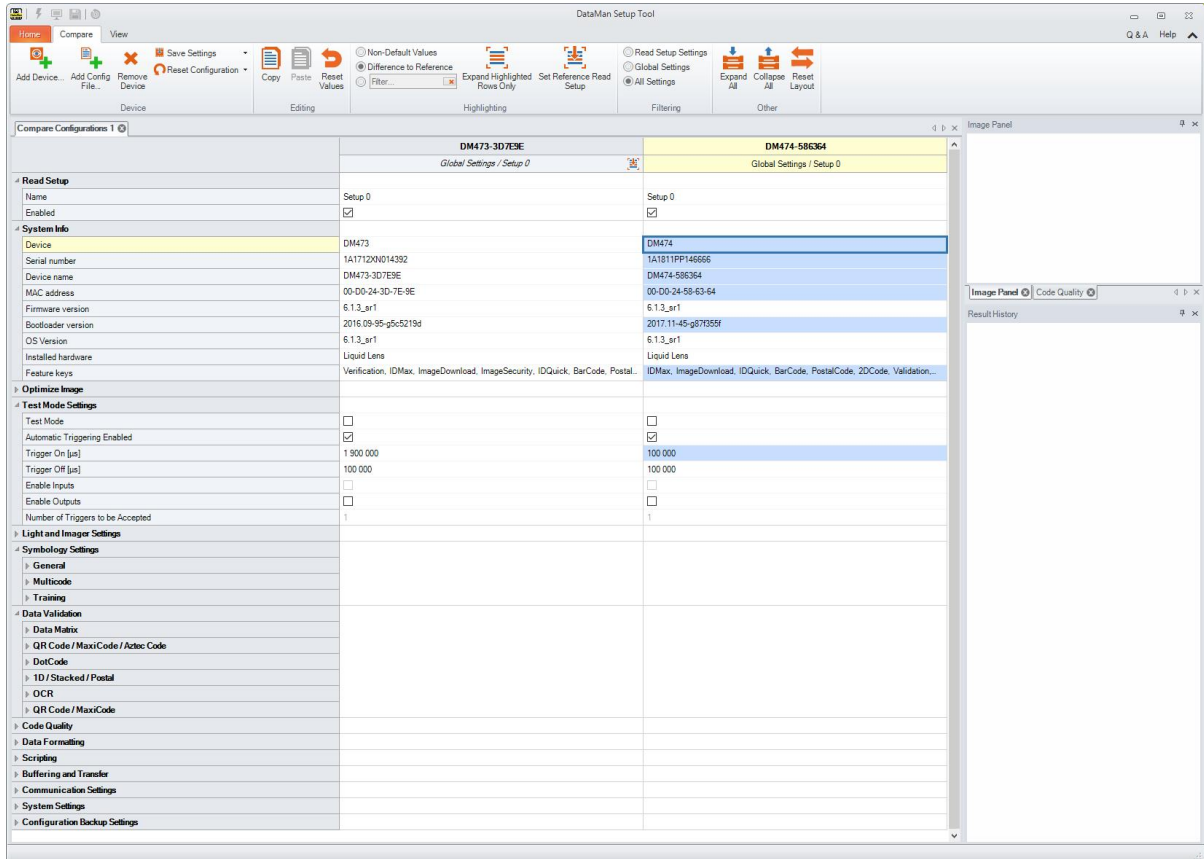 DataMan Setup Tool
Home Compare View Q & A Help
Add Device... Add Config File... Remove Device Save Settings Reset Configuration Device
Copy Paste Reset Values Editing
Non-Default Values
Difference to Reference
Filter...
Expand Highlighted Rows Only Set Reference Read Setup Highlighting
Read Setup Settings
Global Settings
All Settings
Filtering
Expand All Collapse All Reset Layout Other
Compare Configurations 1 Image Panel
DM473-3D7E9E DM474-586364
Global Settings / Setup 0 Global Settings / Setup 0
Read Setup
Name Setup 0 Setup 0
Enabled
System Info
Device DM473 DM474
Serial number 1A1712XN014392 1A1811PP146666
Device name DM473-3D7E9E DM474-586364
MAC address 00-D0-24-3D-7E-9E 00-D0-24-58-63-64
Image Panel Code Quality
Firmware version 6.1.3_sr1 6.1.3_sr1
Result History
Bootloader version 2016.09-95-g5c5219d 2017.11-45-g87f355f
OS Version 6.1.3_sr1 6.1.3_sr1
Installed hardware Liquid Lens Liquid Lens
Feature keys Verification, IDMax, ImageDownload, ImageSecurity, IDQuick, BarCode, Postal... IDMax, ImageDownload, IDQuick, BarCode, PostalCode, 2DCode, Validation,...
Optimize Image
Test Mode Settings
Test Mode
Automatic Triggering Enabled
Trigger On [µs] 1 900 000 100 000
Trigger Off [µs] 100 000 100 000
Enable Inputs
Enable Outputs
Number of Triggers to be Accepted 1 1
Light and Imager Settings
Symbology Settings
General
Multicode
Training
Data Validation
Data Matrix
QR Code / MaxiCode / Aztec Code
DotCode
1D / Stacked / Postal
OCR
QR Code / MaxiCode
Code Quality
Data Formatting
Scripting
Buffering and Transfer
Communication Settings
System Settings
Configuration Backup Settings